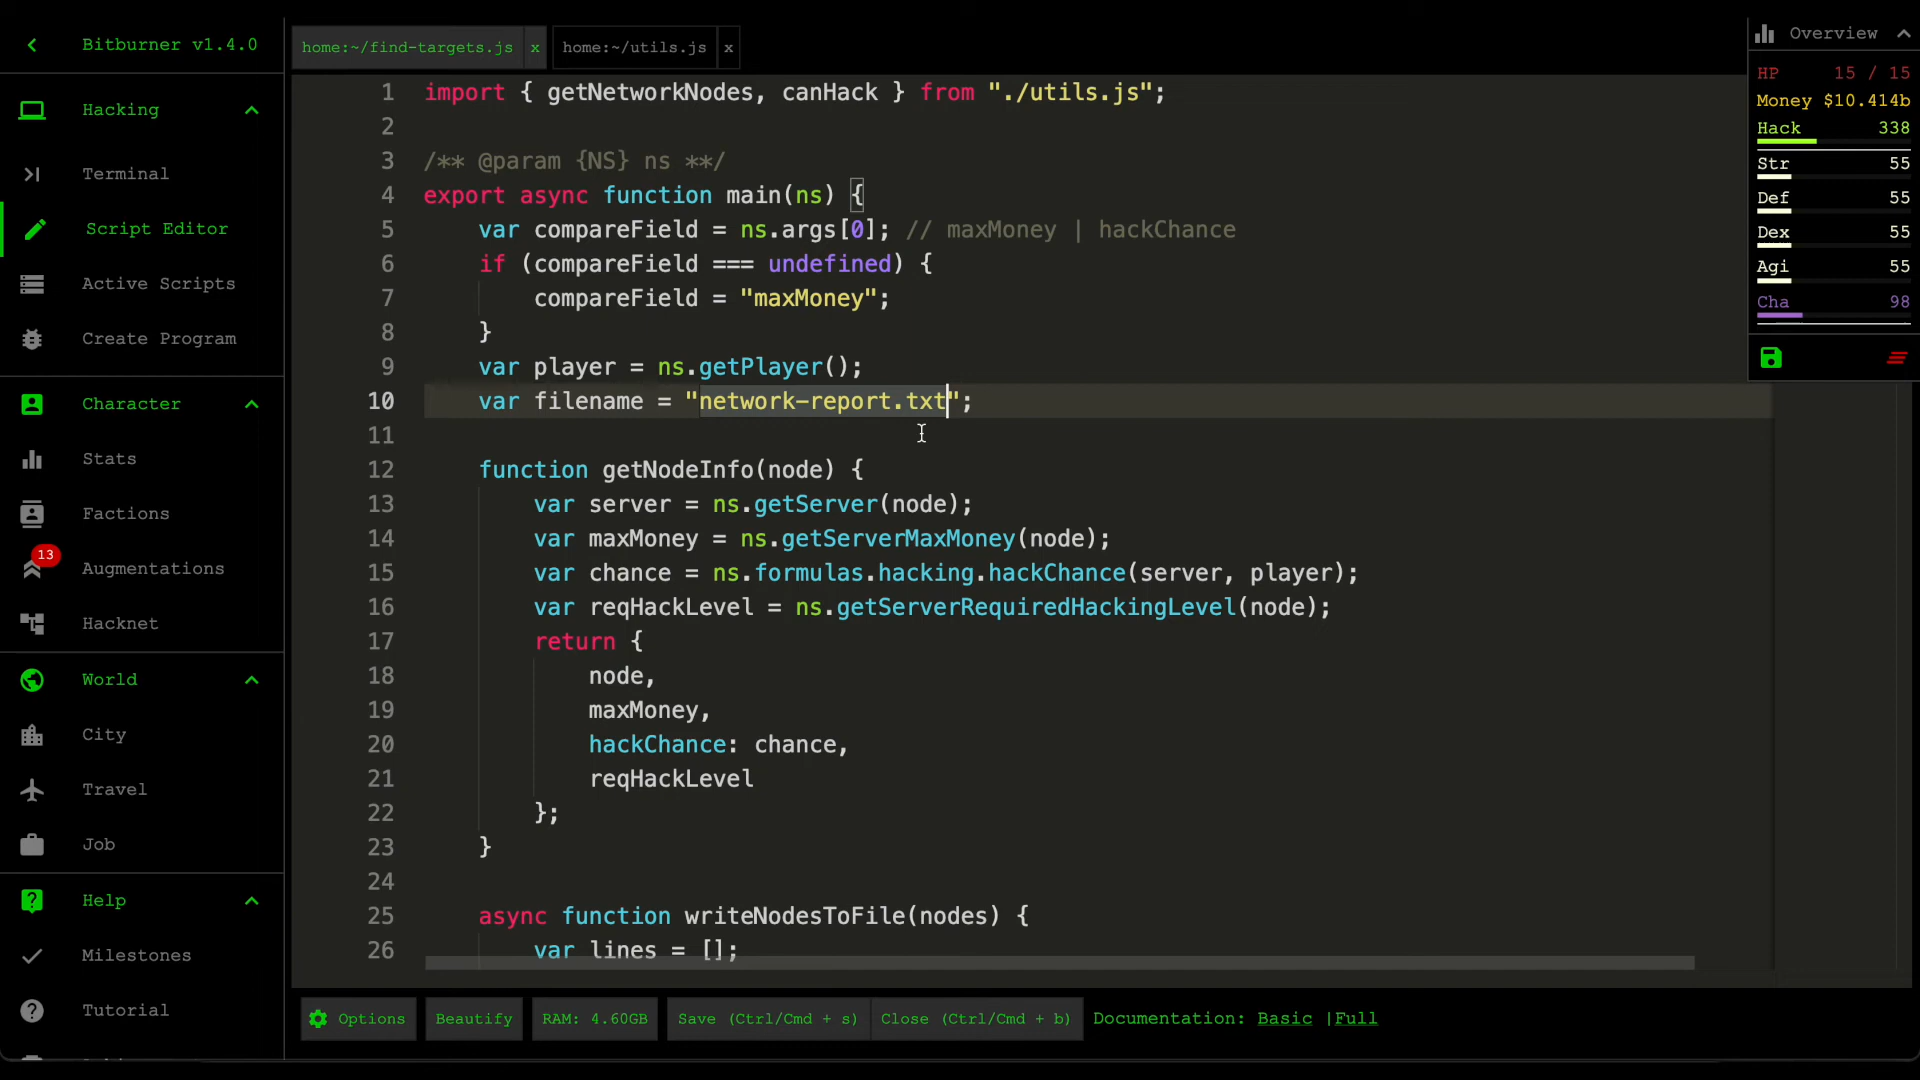 Bitburner v1.4.0
Hacking
Terminal
Script Editor
Active Scripts
Create Program
Character
Stats
Factions
13
Augmentations
Hacknet
World
City
Travel
Job
Help
Milestones
Tutorial
home:~/find-targets.js x
home:~/utils.js x
1 import { getNetworkNodes, canHack } from "./utils.js";
2
3 /** @param {NS} ns **/
4 export async function main(ns) {
5 var compareField = ns.args[0]; // maxMoney | hackChance
6 if (compareField === undefined) {
7 compareField = "maxMoney";
8 }
9 var player = ns.getPlayer();
10 var filename = "network-report.txt";
11
12 function getNodeInfo(node) {
13 var server = ns.getServer(node);
14 var maxMoney = ns.getServerMaxMoney(node);
15 var chance = ns.formulas.hacking.hackChance(server, player);
16 var reqHackLevel = ns.getServerRequiredHackingLevel(node);
17 return {
18 node,
19 maxMoney,
20 hackChance: chance,
21 reqHackLevel
22 };
23 }
24
25 async function writeNodesToFile(nodes) {
26 var lines = [];
Options
Beautify
RAM: 4.60GB
Save (Ctrl/Cmd + s)
Close (Ctrl/Cmd + b)
Documentation: Basic |Full
Overview
HP 15 / 15
Money $10.414b
Hack 338
Str 55
Def 55
Dex 55
Agi 55
Cha 98